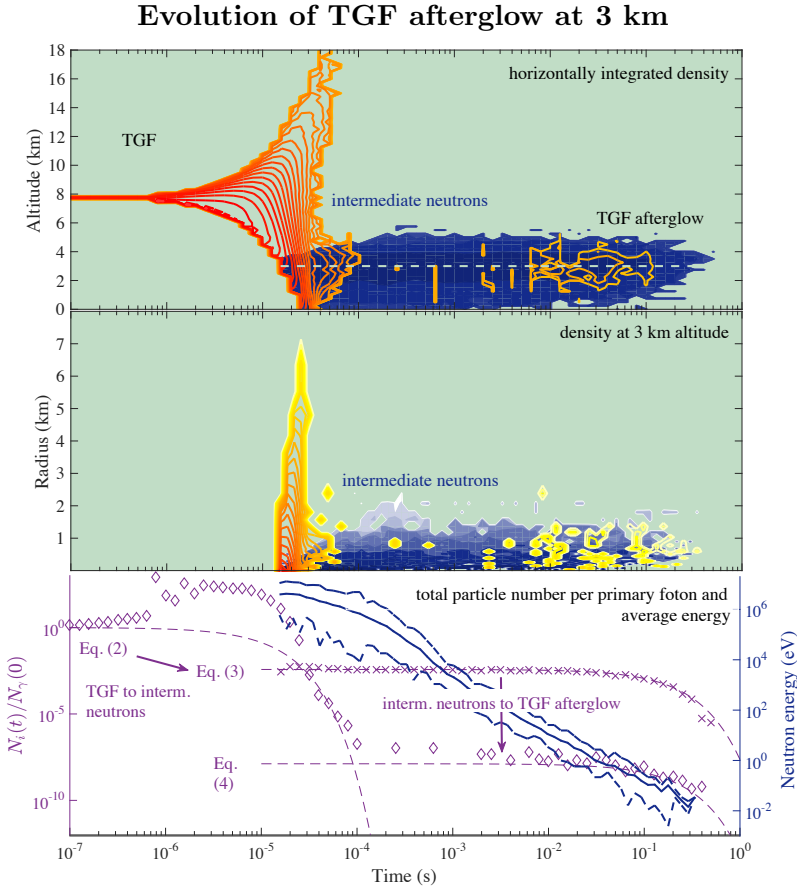 Evolution of TGF afterglow at 3 km
18
16
14
12
10
8
6
4
2
0
Altitude (km)
horizontally integrated density
TGF
intermediate neutrons
TGF afterglow
7
6
5
4
3
2
1
Radius (km)
density at 3 km altitude
intermediate neutrons
total particle number per primary foton and
average energy
10^0
10^-5
10^-10
N_i(t)/N_γ(0)
Eq. (2)
Eq. (3)
TGF to interm.
neutrons
interm. neutrons to TGF afterglow
Eq.
(4)
10^6
10^4
10^2
10^0
10^-2
Neutron energy (eV)
10^-7
10^-6
10^-5
10^-4
10^-3
10^-2
10^-1
10^0
Time (s)